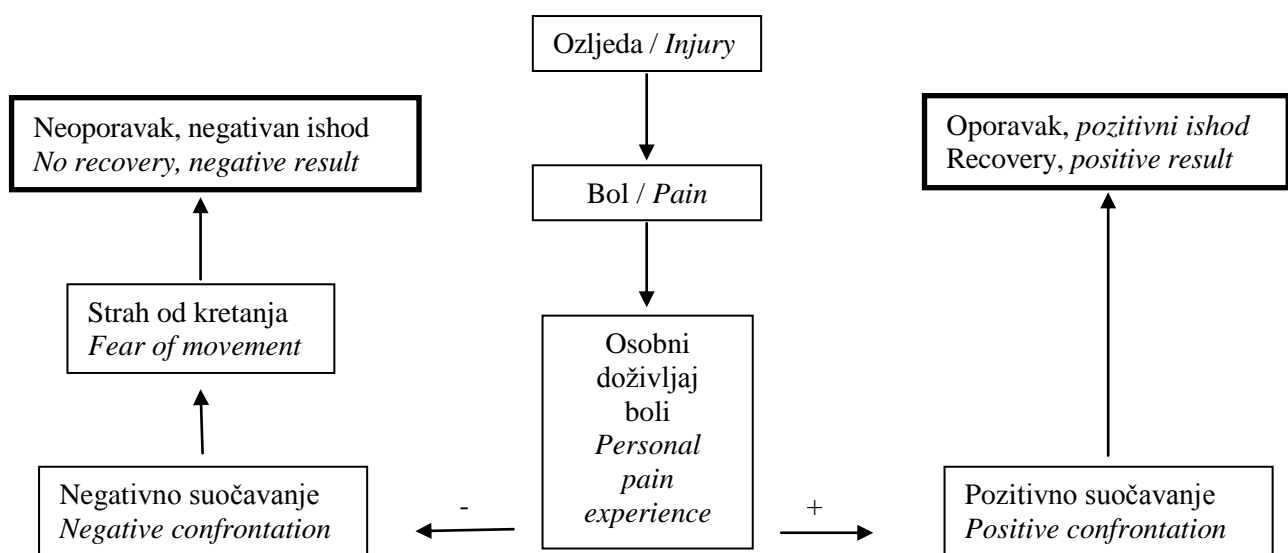 Ozljeda / Injury
Neoporavak, negativan ishod
No recovery, negative result
Oporavak, pozitivni ishod
Recovery, positive result
Bol / Pain
Strah od kretanja
Fear of movement
Osobni
doživljaj
boli
Personal
pain
experience
Negativno suočavanje
Negative confrontation
-
+
Pozitivno suočavanje
Positive confrontation